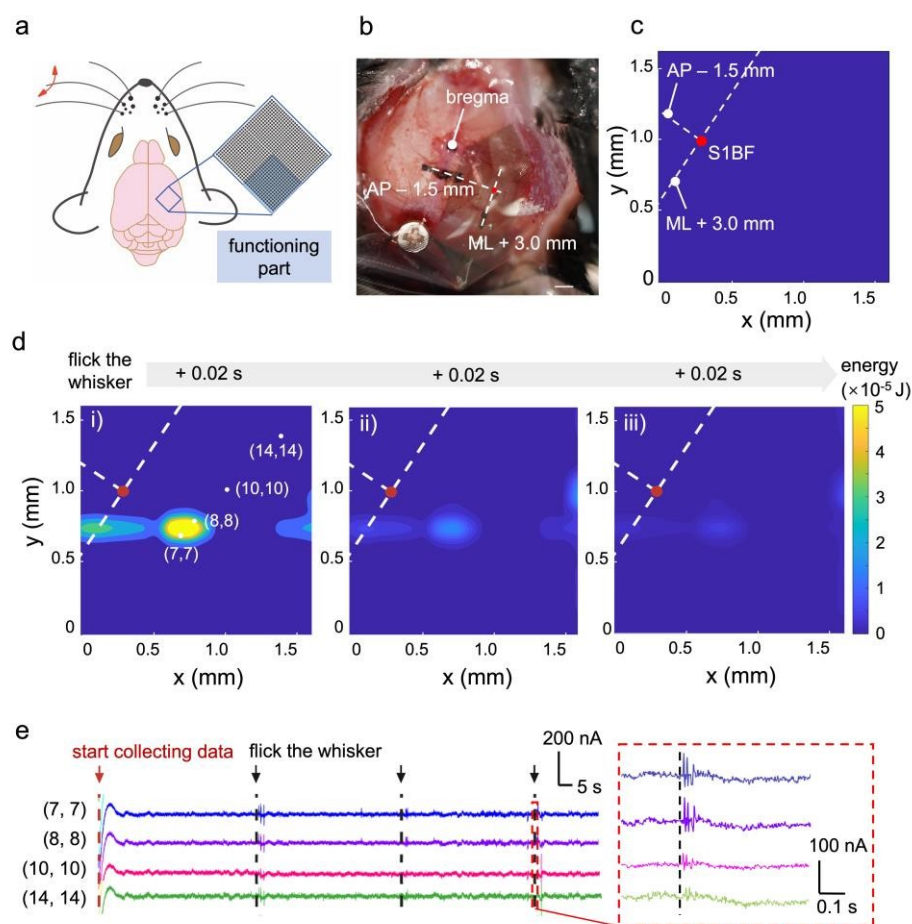 a
functioning
part
b
bregma
AP – 1.5 mm
ML + 3.0 mm
c
AP – 1.5 mm
S1BF
ML + 3.0 mm
1.5
1.0
0.5
0
y (mm)
0 0.5 1.0 1.5
x (mm)
d
flick the
whisker
+ 0.02 s + 0.02 s + 0.02 s
energy
(×10⁻⁵ J)
i)
(14,14)
(10,10)
(8,8)
(7,7)
1.5
1.0
0.5
0
y (mm)
0 0.5 1.0 1.5
x (mm)
ii)
0 0.5 1.0 1.5
x (mm)
iii)
0 0.5 1.0 1.5
x (mm)
5
4
3
2
1
0
e
start collecting data
flick the whisker
200 nA
5 s
(7, 7)
(8, 8)
(10, 10)
(14, 14)
100 nA
0.1 s